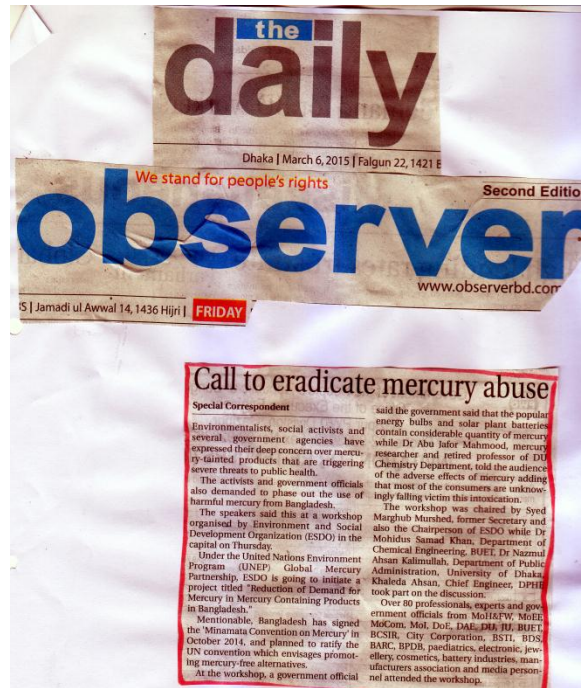 the
daily
Dhaka | March 6, 2015 | Falgun 22, 1421 B
We stand for people's rights
Second Editio
observer
www.observerbd.com
BS | Jamadi ul Awwal 14, 1436 Hijri | FRIDAY
Call to eradicate mercury abuse
Special Correspondent
Environmentalists, social activists and
several government agencies have
expressed their deep concern over mercu-
ry-tainted products that are triggering
severe threats to public health.
The activists and government officials
also demanded to phase out the use of
harmful mercury from Bangladesh.
The speakers said this at a workshop
organised by Environment and Social
Development Organization (ESDO) in the
capital on Thursday.
Under the United Nations Environment
Program (UNEP) Global Mercury
Partnership, ESDO is going to initiate a
project titled "Reduction of Demand for
Mercury in Mercury Containing Products
in Bangladesh."
Mentionable, Bangladesh has signed
the 'Minamata Convention on Mercury' in
October 2014, and planned to ratify the
UN convention which envisages promot-
ing mercury-free alternatives.
At the workshop, a government official
said the government said that the popular
energy bulbs and solar plant batteries
contain considerable quantity of mercury
while Dr Abu Jafar Mahmood, mercury
researcher and retired professor of DU
Chemistry Department, told the audience
of the adverse effects of mercury adding
that most of the consumers are unknow-
ingly falling victim this intoxication.
The workshop was chaired by Syed
Marghub Murshed, former Secretary and
also the Chairperson of ESDO while Dr
Mohidus Samad Khan, Department of
Chemical Engineering, BUET, Dr Nazmul
Ahsan Kalimullah, Department of Public
Administration, University of Dhaka,
Khaleda Ahsan, Chief Engineer, DPHE
took part on the discussion.
Over 80 professionals, experts and gov-
ernment officials from MoH&FW, MoEF,
MoCom, MoI, DoE, DAE, DU, JU, BUET,
BCSIR, City Corporation, BSTI, BDS,
BARC, BPDB, paediatrics, electronic, jew-
ellery, cosmetics, battery industries, man-
ufacturers association and media person-
nel attended the workshop.